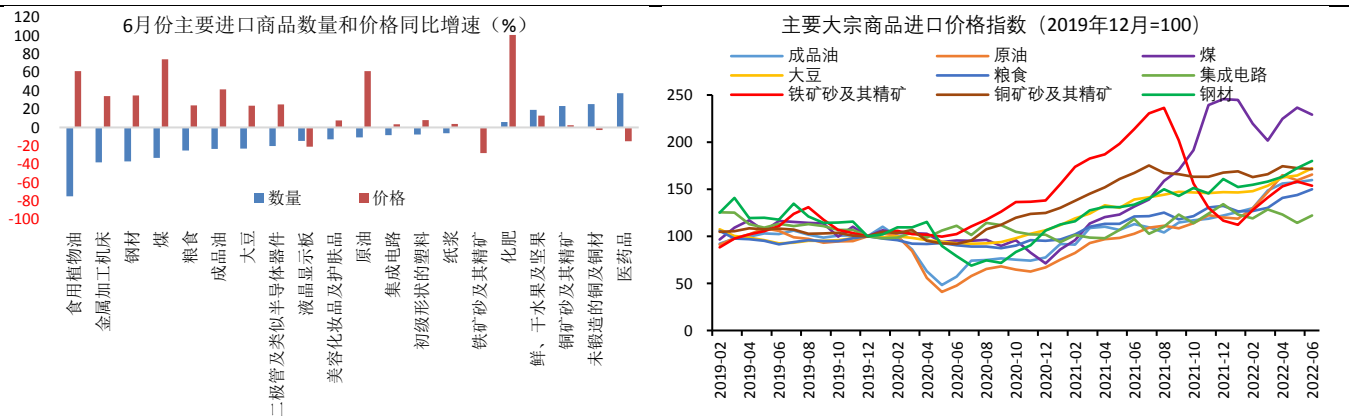 6月份主要进口商品数量和价格同比增速（%）
120
100
80
60
40
20
0
-20
-40
-60
-80
-100
数量
价格
食用植物油
金属加工机床
钢材
煤
粮食
成品油
大豆
二极管及类似半导体器件
液晶显示板
美容化妆品及护肤品
原油
集成电路
初级形状的塑料
纸浆
铁矿砂及其精矿
化肥
鲜、干水果及坚果
铜矿砂及其精矿
未锻造的铜及铜材
医药品
主要大宗商品进口价格指数（2019年12月=100）
成品油
原油
煤
大豆
粮食
集成电路
铁矿砂及其精矿
铜矿砂及其精矿
钢材
250
200
150
100
50
0
2019-02
2019-04
2019-06
2019-08
2019-10
2019-12
2020-02
2020-04
2020-06
2020-08
2020-10
2020-12
2021-02
2021-04
2021-06
2021-08
2021-10
2021-12
2022-02
2022-04
2022-06